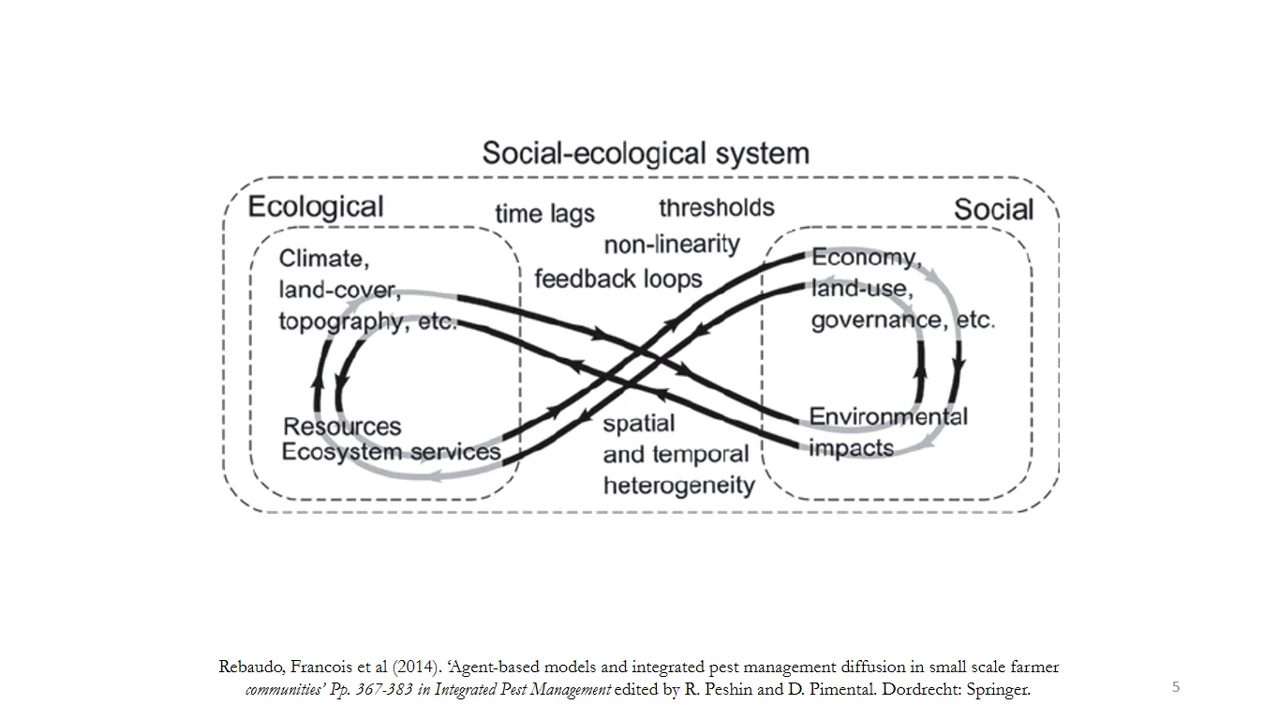 Social-ecological system
Ecological
time lags
thresholds
Social
non-linearity
feedback loops
Climate,
land-cover,
topography, etc.
Economy,
land-use,
governance, etc.
Resources
Ecosystem services
spatial
and temporal
heterogeneity
Environmental
impacts
Rebaudo, Francois et al (2014). ‘Agent-based models and integrated pest management diffusion in small scale farmer
communities’ Pp. 367-383 in Integrated Pest Management edited by R. Peshin and D. Pimental. Dordrecht: Springer.
5